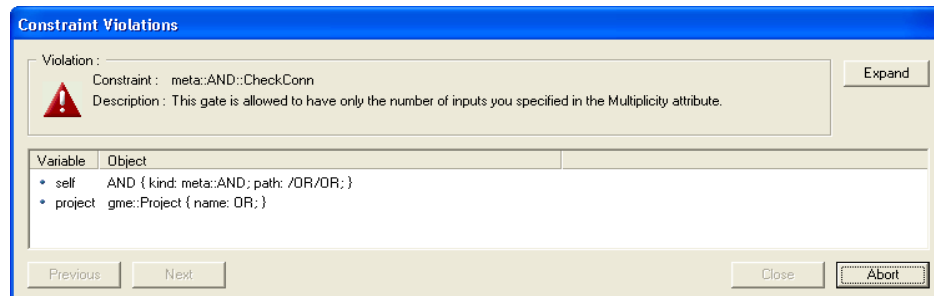 Constraint Violations
Violation :
Constraint : meta::AND::CheckConn
Description : This gate is allowed to have only the number of inputs you specified in the Multiplicity attribute.
Expand
Variable Object
self AND { kind: meta::AND; path: /OR/OR; }
project gme::Project { name: OR; }
Previous Next Close Abort